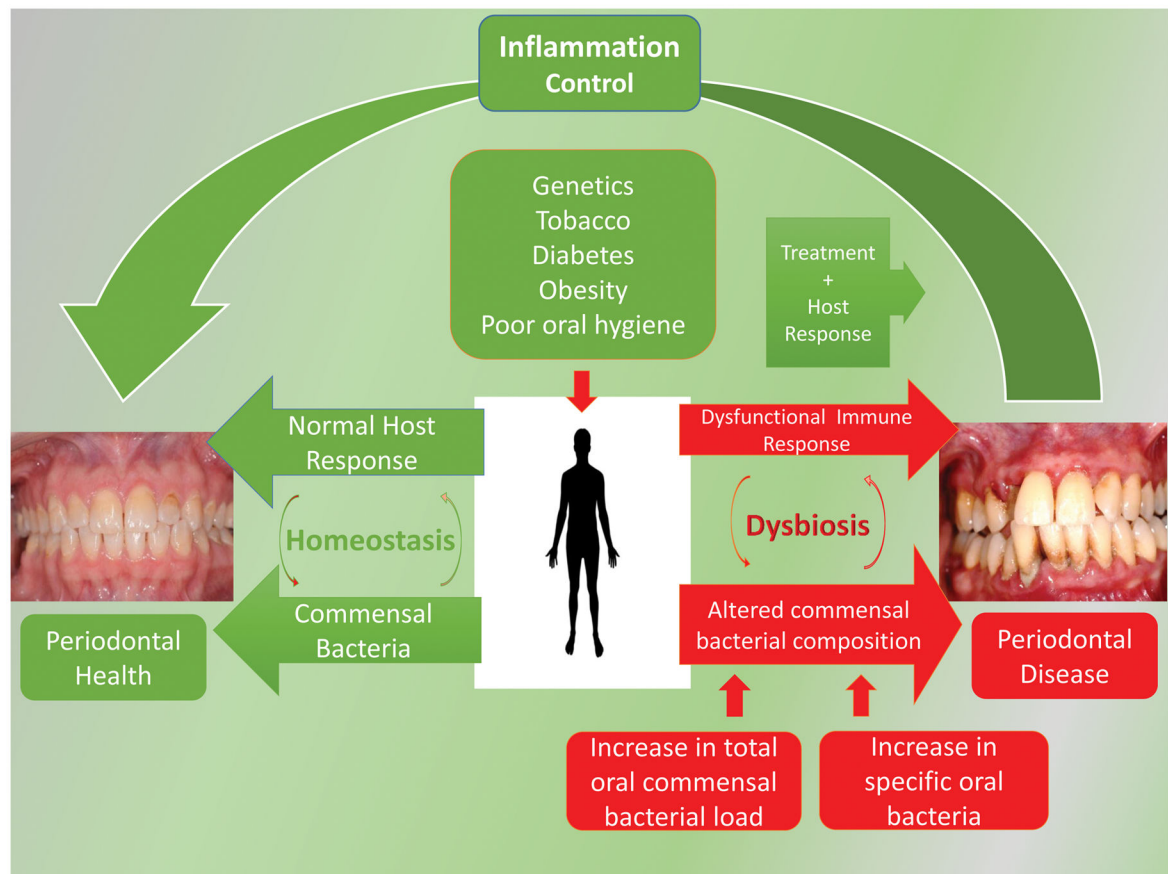 Inflammation
Control
Genetics
Tobacco
Diabetes
Obesity
Poor oral hygiene
Treatment
+
Host
Response
Normal Host
Response
Dysfunctional Immune
Response
Homeostasis
Dysbiosis
Commensal
Bacteria
Altered commensal
bacterial composition
Periodontal
Health
Periodontal
Disease
Increase in total
oral commensal
bacterial load
Increase in
specific oral
bacteria